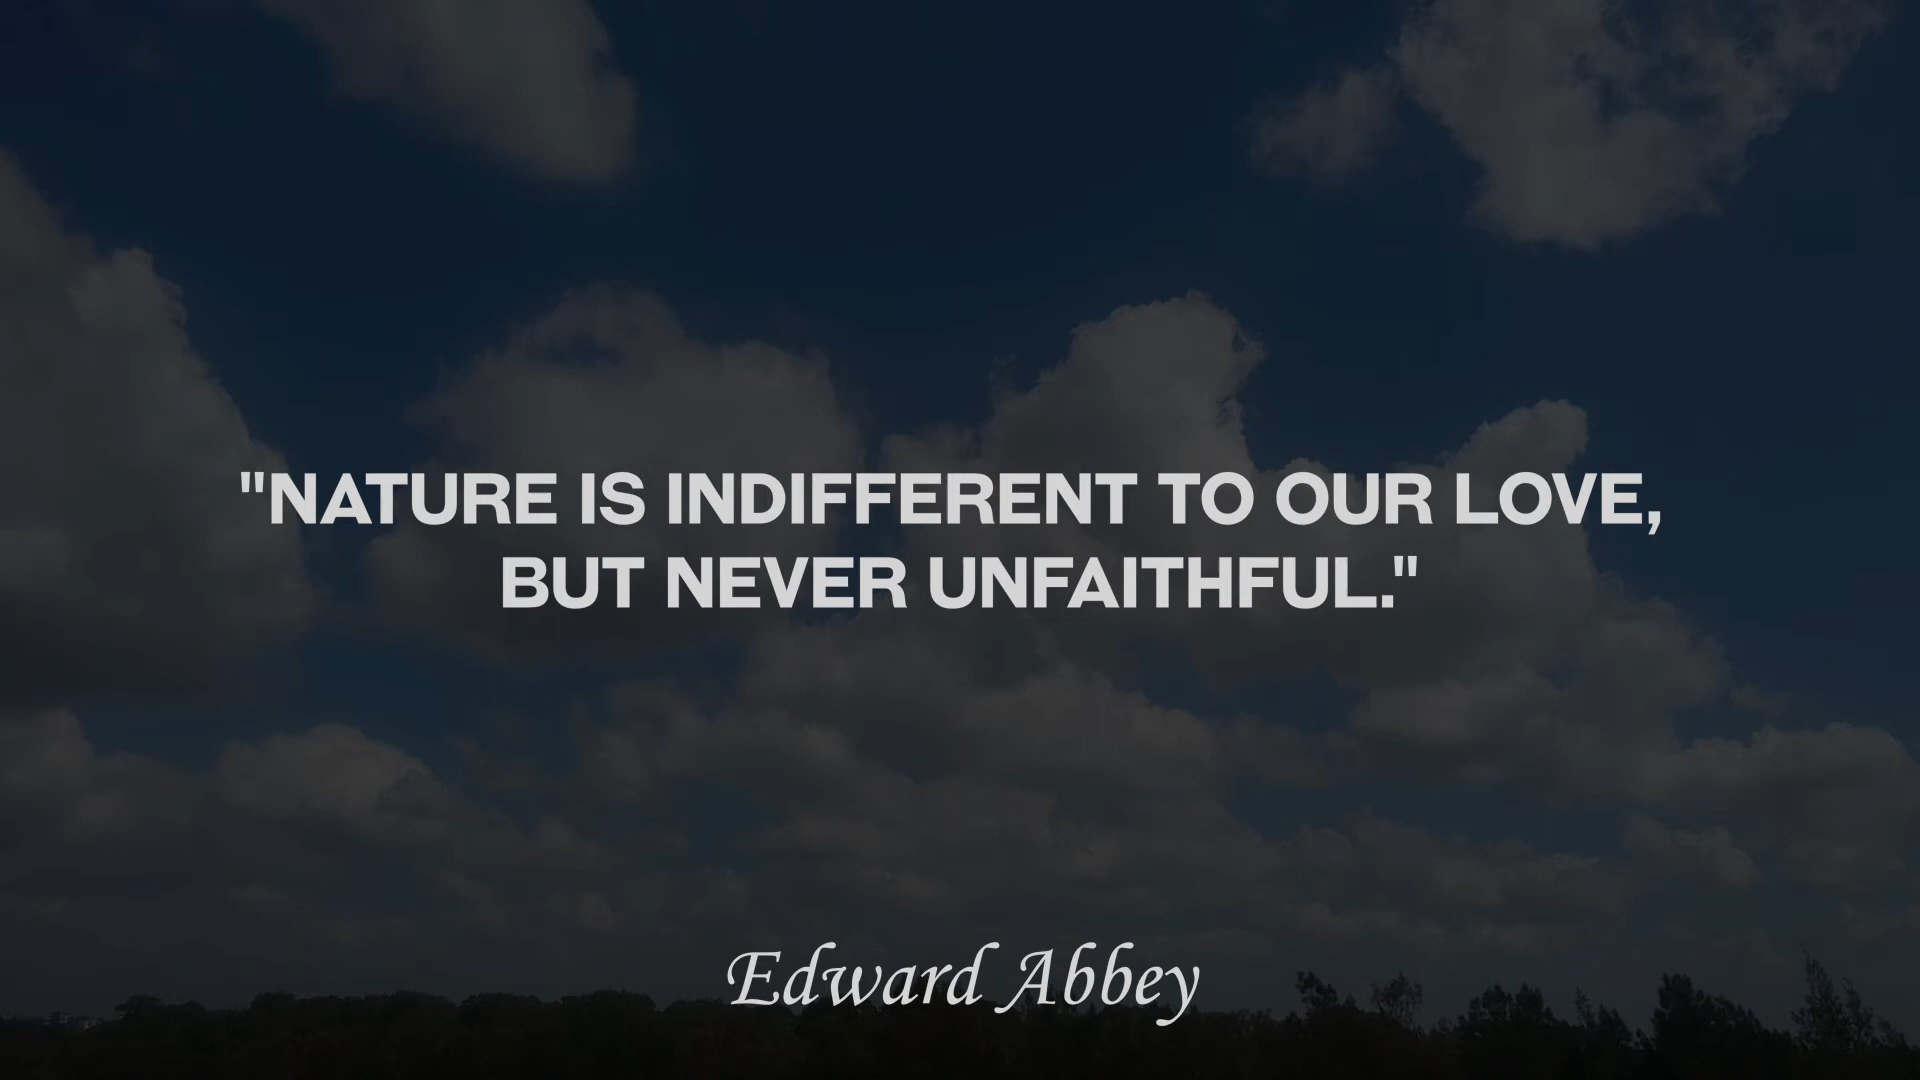 "NATURE IS INDIFFERENT TO OUR LOVE,
BUT NEVER UNFAITHFUL."
Edward Abbey